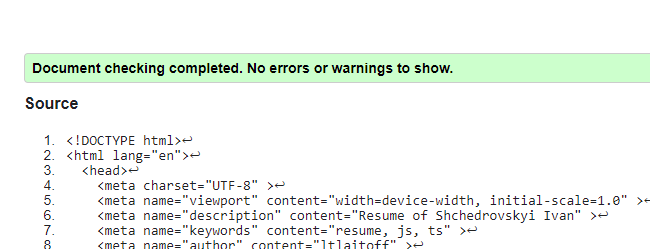 Document checking completed. No errors or warnings to show.
Source
1. <!DOCTYPE html>↩
2. <html lang="en">↩
3. <head>↩
4. <meta charset="UTF-8" >↩
5. <meta name="viewport" content="width=device-width, initial-scale=1.0" >↩
6. <meta name="description" content="Resume of Shchedrovskyi Ivan" >↩
7. <meta name="keywords" content="resume, js, ts" >↩
8 <meta name="author" content="ltlaitoff" >↩